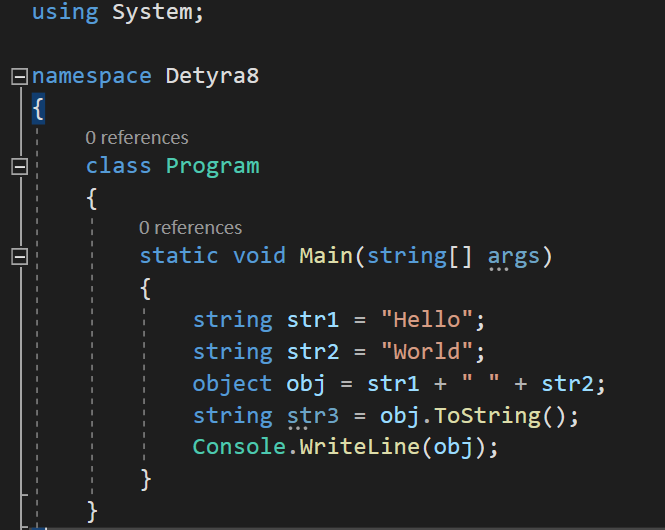 using System;
namespace Detyra8
{
0 references
class Program
{
0 references
static void Main(string[] args)
{
string str1 = "Hello";
string str2 = "World";
object obj = str1 + " " + str2;
string str3 = obj.ToString();
Console.WriteLine(obj);
}
}